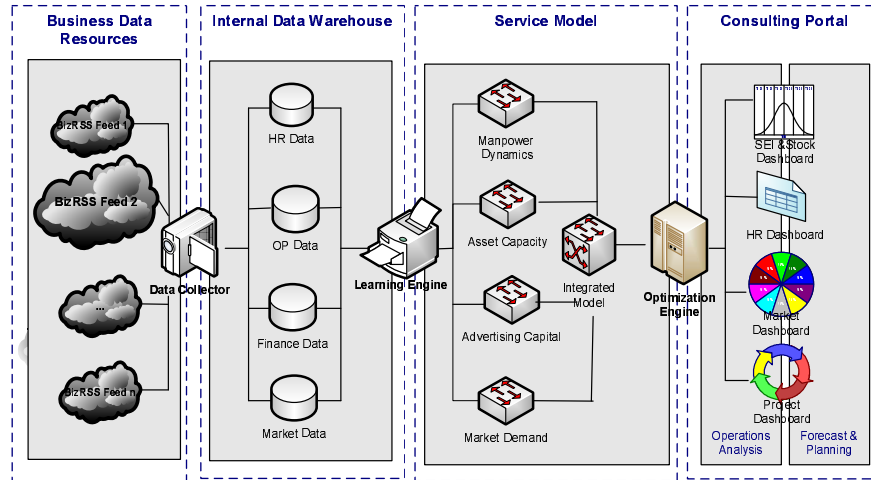 Business Data
Resources
Internal Data Warehouse
Service Model
Consulting Portal
BizRSS Feed 1
BizRSS Feed 2
...
BizRSS Feed n
Data Collector
HR Data
OP Data
Finance Data
Market Data
Learning Engine
Manpower
Dynamics
Asset Capacity
Advertising Capital
Market Demand
Integrated
Model
Optimization
Engine
SEI &Stock
Dashboard
HR Dashboard
Market
Dashboard
Project
Dashboard
Operations
Analysis
Forecast &
Planning